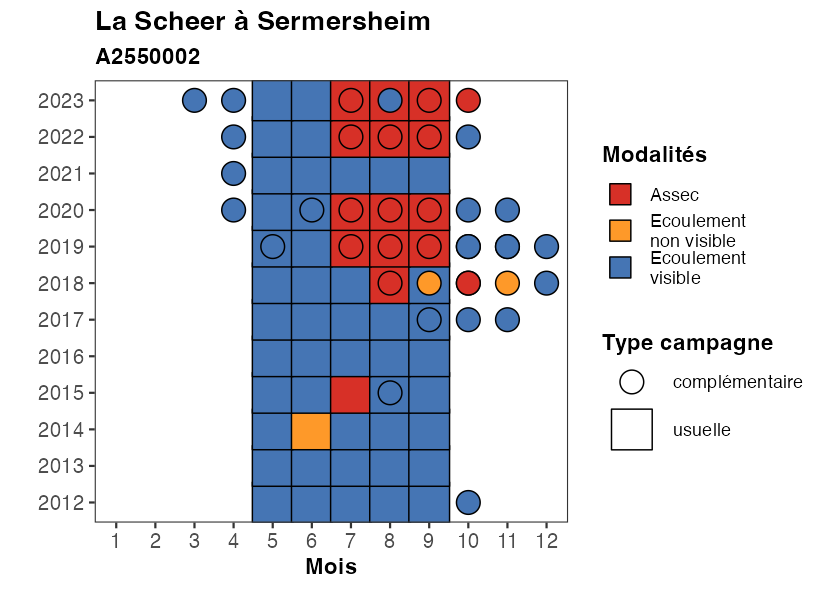 La Scheer à Sermersheim
A2550002
2023
2022
2021
2020
2019
2018
2017
2016
2015
2014
2013
2012
1 2 3 4 5 6 7 8 9 10 11 12
Mois
Modalités
Assec
Ecoulement
non visible
Ecoulement
visible
Type campagne
complémentaire
usuelle